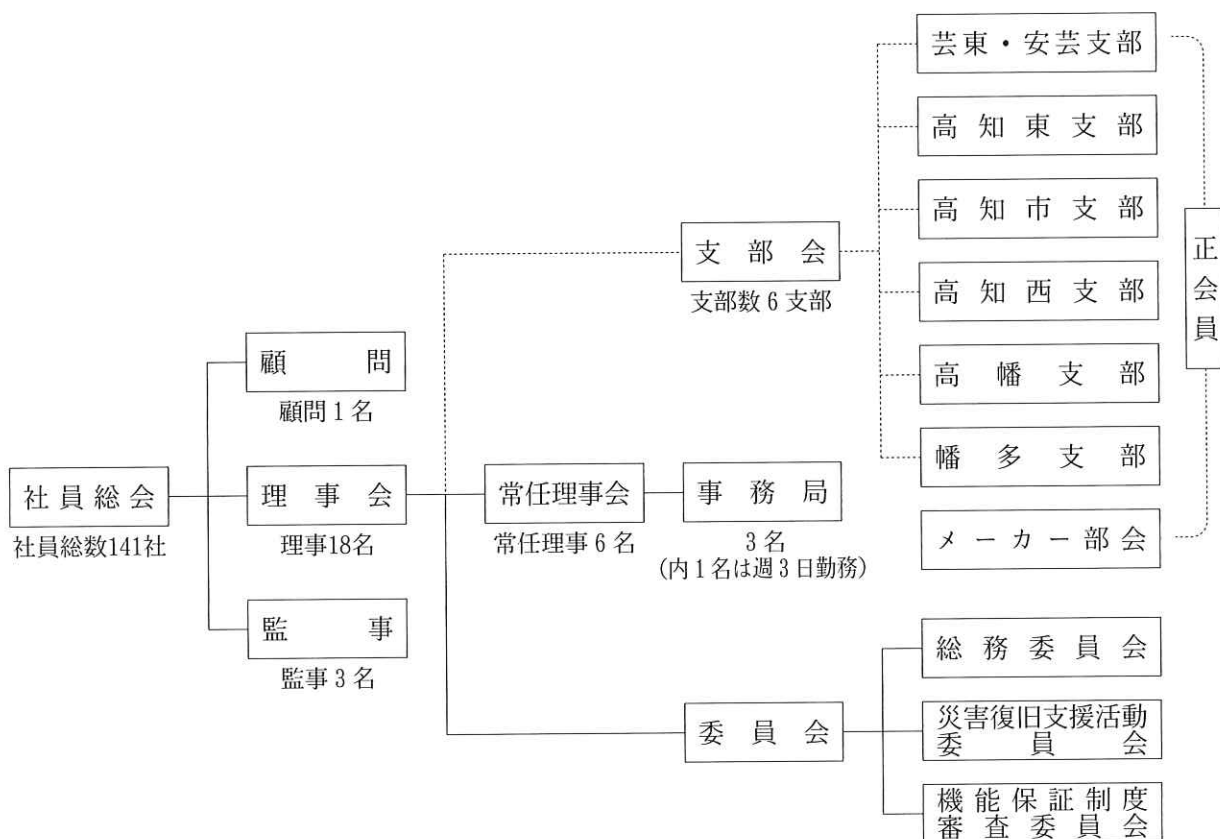 社員総会
社員総数141社
顧問
顧問1名
理事会
理事18名
監事
監事3名
常任理事会
常任理事6名
事務局
3名
(内1名は週3日勤務)
支部会
支部数6支部
芸東・安芸支部
高知東支部
高知市支部
高知西支部
高幡支部
幡多支部
メーカー部会
正会員
委員会
総務委員会
災害復旧支援活動
委員会
機能保証制度
審査委員会